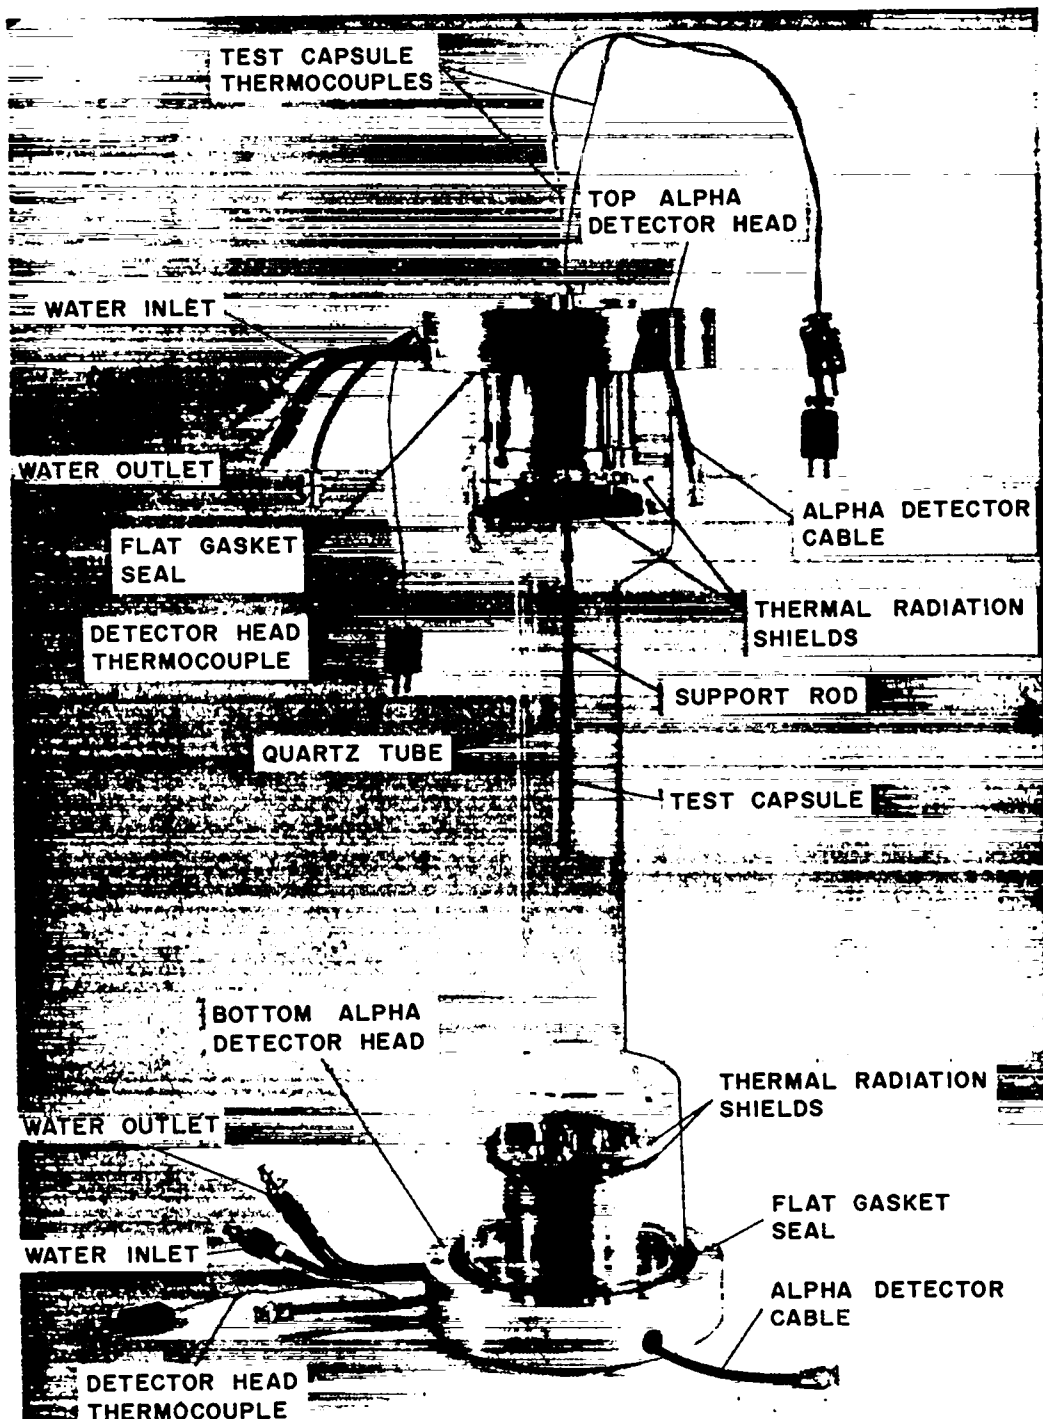 TEST CAPSULE
THERMOCOUPLES
TOP ALPHA
DETECTOR HEAD
WATER INLET
WATER OUTLET
ALPHA DETECTOR
CABLE
FLAT GASKET
SEAL
THERMAL RADIATION
SHIELDS
DETECTOR HEAD
THERMOCOUPLE
SUPPORT ROD
QUARTZ TUBE
TEST CAPSULE
BOTTOM ALPHA
DETECTOR HEAD
THERMAL RADIATION
SHIELDS
WATER OUTLET
FLAT GASKET
SEAL
WATER INLET
ALPHA DETECTOR
CABLE
DETECTOR HEAD
THERMOCOUPLE